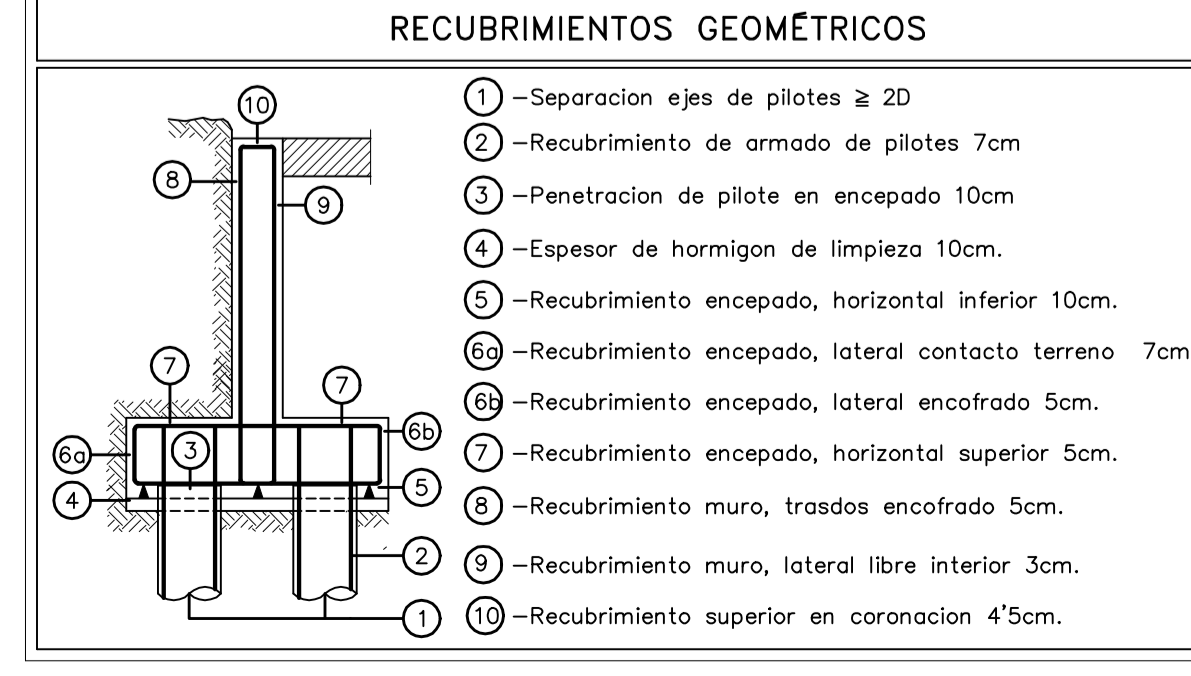 RECUBRIMIENTOS GEOMÉTRICOS
1 -Separacion ejes de pilotes ≧ 2D
2 -Recubrimiento de armado de pilotes 7cm
3 -Penetracion de pilote en encepado 10cm
4 -Espesor de hormigon de limpieza 10cm.
5 -Recubrimiento encepado, horizontal inferior 10cm.
6a -Recubrimiento encepado, lateral contacto terreno 7cm
6b -Recubrimiento encepado, lateral encofrado 5cm.
7 -Recubrimiento encepado, horizontal superior 5cm.
8 -Recubrimiento muro, trasdos encofrado 5cm.
9 -Recubrimiento muro, lateral libre interior 3cm.
10 -Recubrimiento superior en coronacion 4'5cm.
10
8
9
7
7
6a
3
6b
4
5
2
1